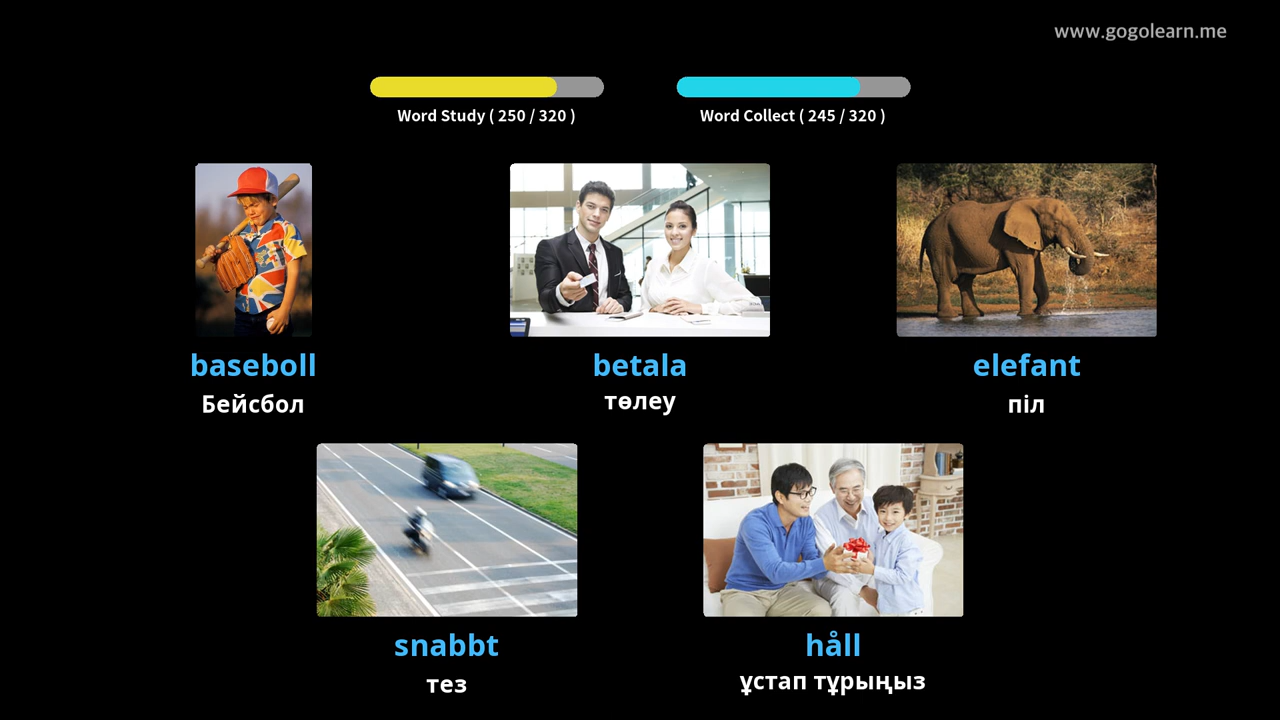 www.gogolearn.me
Word Study ( 250 / 320 )
Word Collect ( 245 / 320 )
baseboll
Бейсбол
betala
төлеу
elefant
піл
snabbt
тез
håll
ұстап тұрыңыз